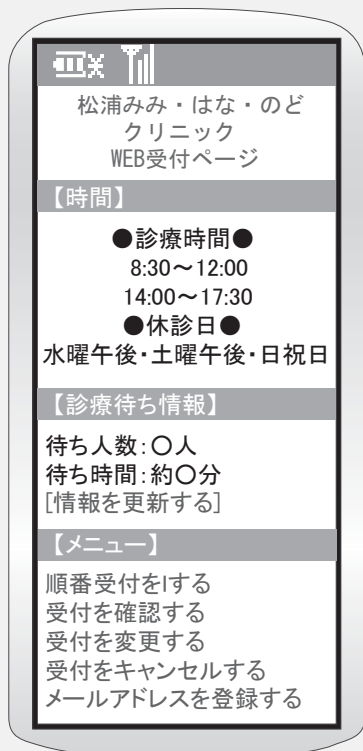 松浦みみ・はな・のど
クリニック
WEB受付ページ
【時間】
●診療時間●
8:30～12:00
14:00～17:30
●休診日●
水曜午後・土曜午後・日祝日
【診療待ち情報】
待ち人数:〇人
待ち時間:約〇分
[情報を更新する]
【メニュー】
順番受付をlする
受付を確認する
受付を変更する
受付をキャンセルする
メールアドレスを登録する